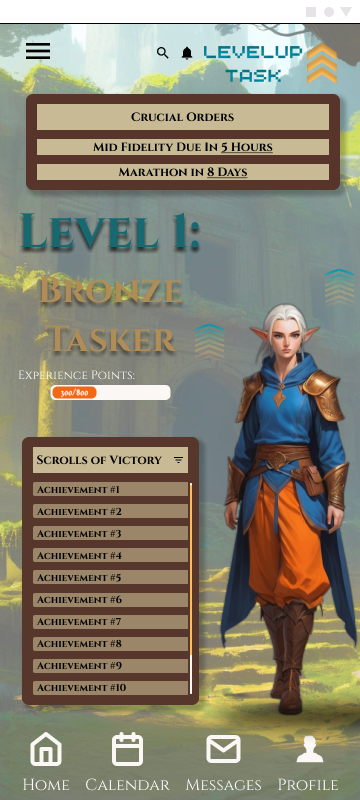 LEVELUP
TASK
Crucial Orders
Mid Fidelity Due In 5 Hours
Marathon in 8 Days
Level 1:
Bronze
Tasker
Experience Points:
300/800
Scrolls of Victory
Achievement #1
Achievement #2
Achievement #3
Achievement #4
Achievement #5
Achievement #6
Achievement #7
Achievement #8
Achievement #9
Achievement #10
Home Calendar Messages Profile